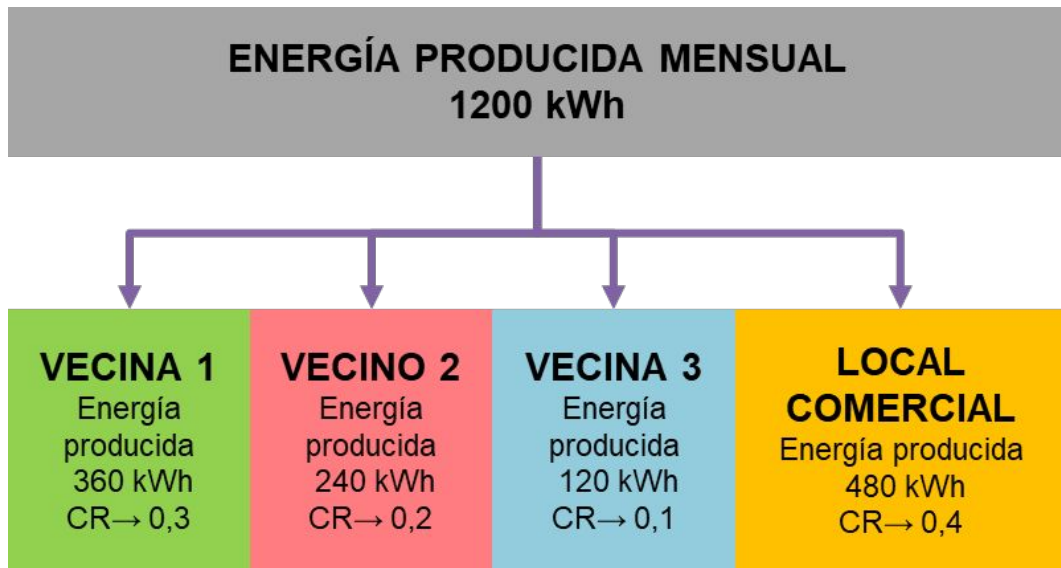 ENERGÍA PRODUCIDA MENSUAL
1200 kWh
VECINA 1
Energía
producida
360 kWh
CR→ 0,3
VECINO 2
Energía
producida
240 kWh
CR→ 0,2
VECINA 3
Energía
producida
120 kWh
CR→ 0,1
LOCAL
COMERCIAL
Energía producida
480 kWh
CR→ 0,4